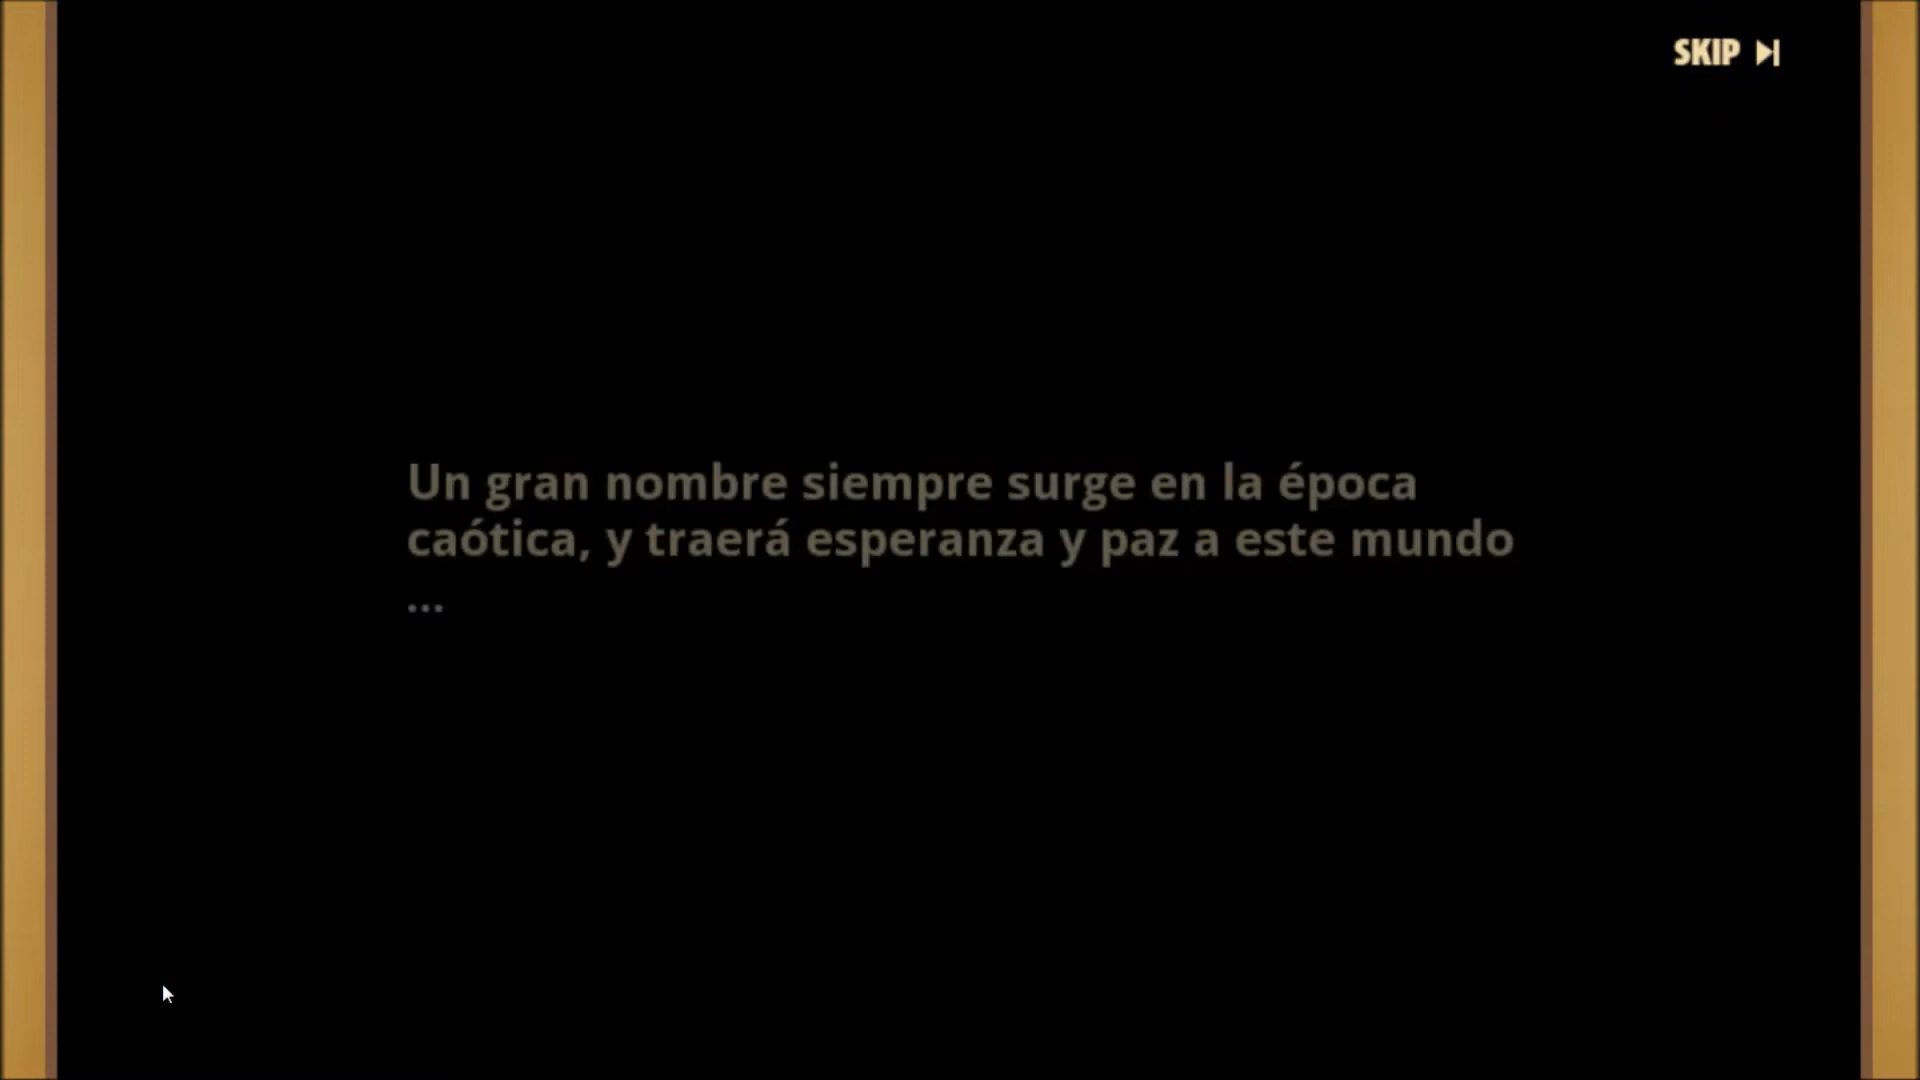 SKIP
Un gran nombre siempre surge en la época
caótica, y traerá esperanza y paz a este mundo
...